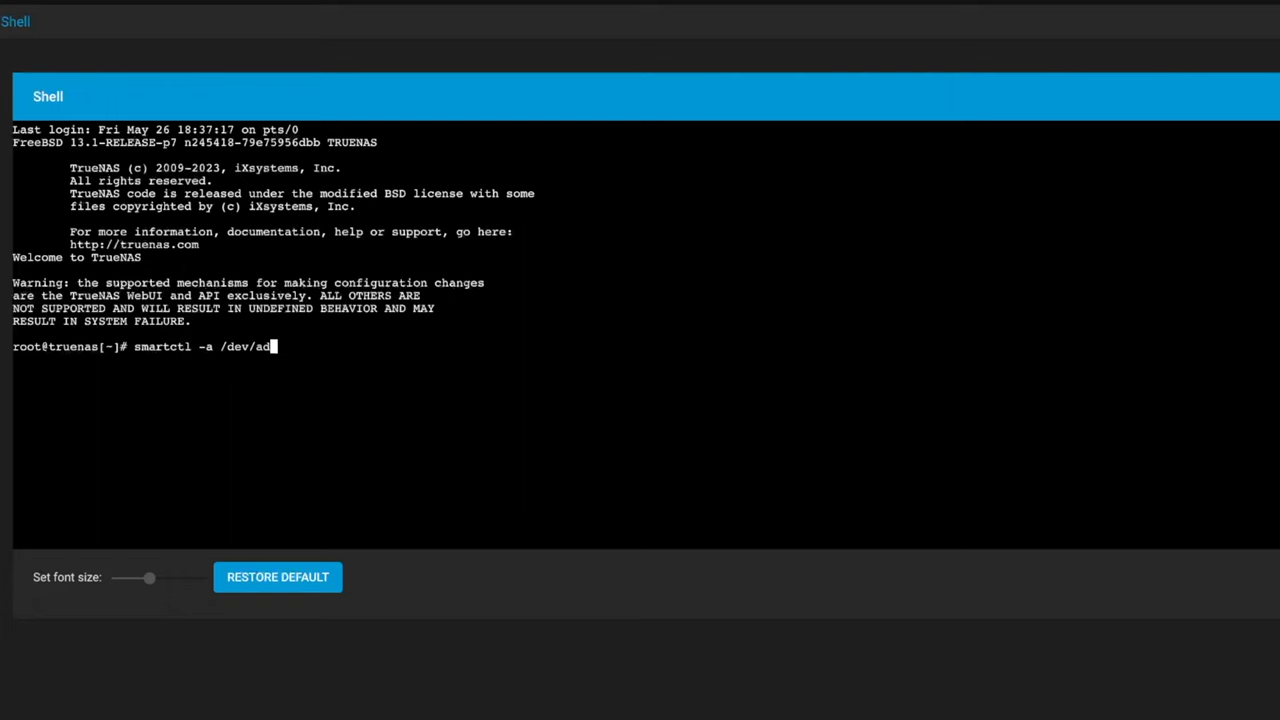 Shell
Shell
Last login: Fri May 26 18:37:17 on pts/0
FreeBSD 13.1-RELEASE-p7 n245418-79e75956dbb TRUENAS
TrueNAS (c) 2009-2023, iXsystems, Inc.
All rights reserved.
TrueNAS code is released under the modified BSD license with some
files copyrighted by (c) iXsystems, Inc.
For more information, documentation, help or support, go here:
http://truenas.com
Welcome to TrueNAS
Warning: the supported mechanisms for making configuration changes
are the TrueNAS WebUI and API exclusively. ALL OTHERS ARE
NOT SUPPORTED AND WILL RESULT IN UNDEFINED BEHAVIOR AND MAY
RESULT IN SYSTEM FAILURE.
root@truenas[~]# smartctl -a /dev/ad
Set font size:
RESTORE DEFAULT